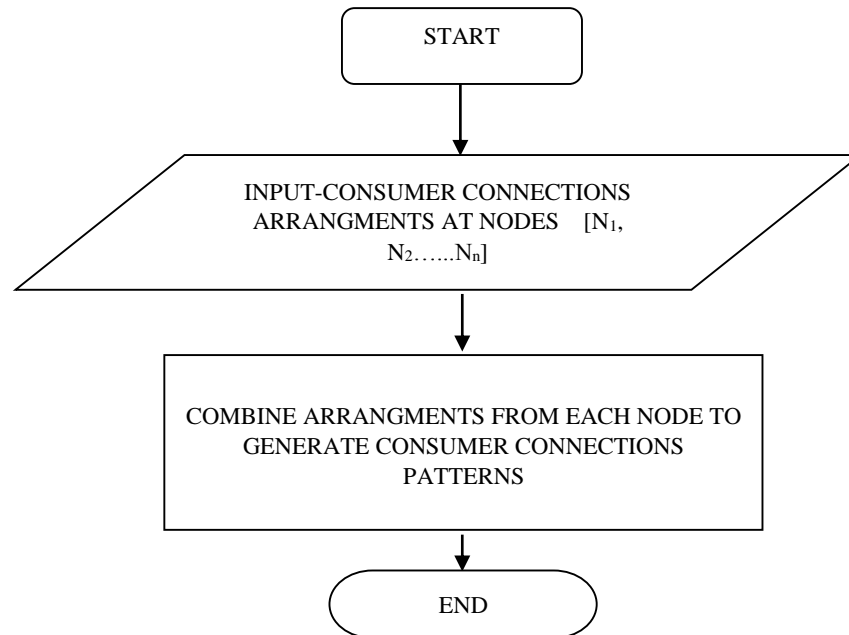 START
INPUT-CONSUMER CONNECTIONS
ARRANGMENTS AT NODES [N₁,
N₂…...Nₙ]
COMBINE ARRANGMENTS FROM EACH NODE TO
GENERATE CONSUMER CONNECTIONS
PATTERNS
END